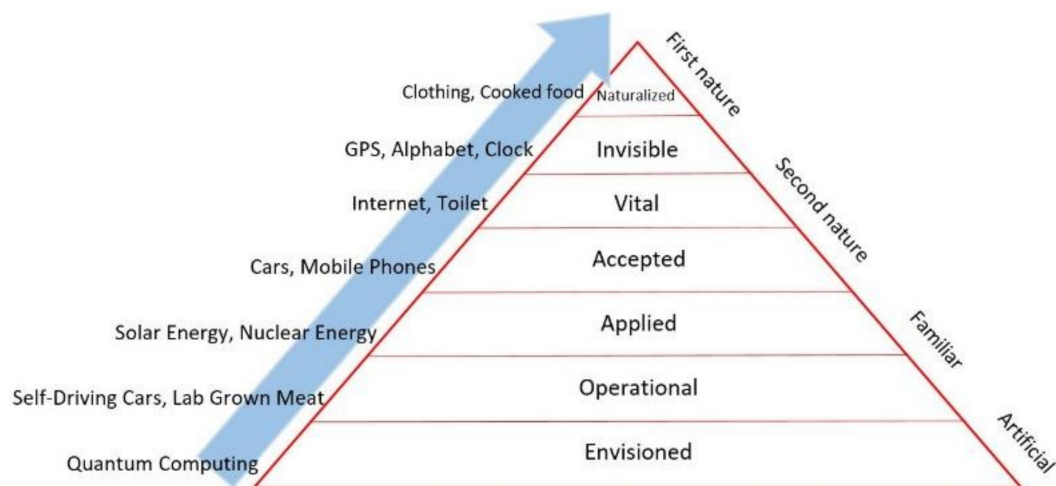 First nature
Clothing, Cooked food
Naturalized
GPS, Alphabet, Clock
Invisible
Second nature
Internet, Toilet
Vital
Cars, Mobile Phones
Accepted
Solar Energy, Nuclear Energy
Applied
Familiar
Self-Driving Cars, Lab Grown Meat
Operational
Artificial
Quantum Computing
Envisioned